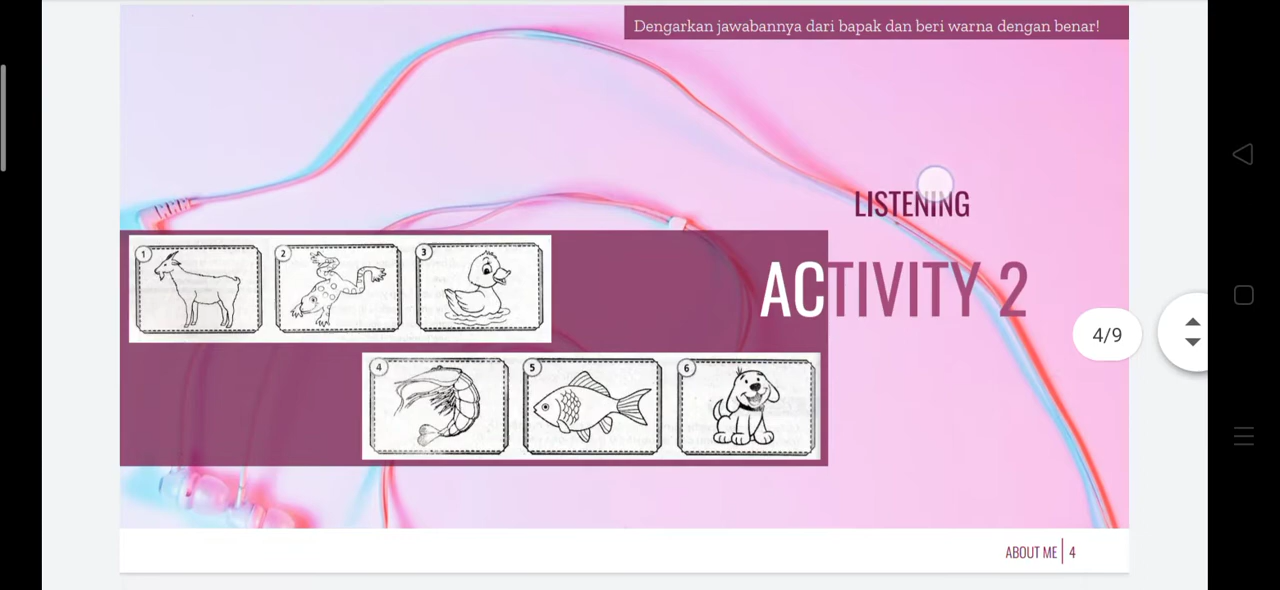 Dengarkan jawabannya dari bapak dan beri warna dengan benar!
LISTENING
ACTIVITY 2
1
2
3
4
5
6
4/9
ABOUT ME | 4